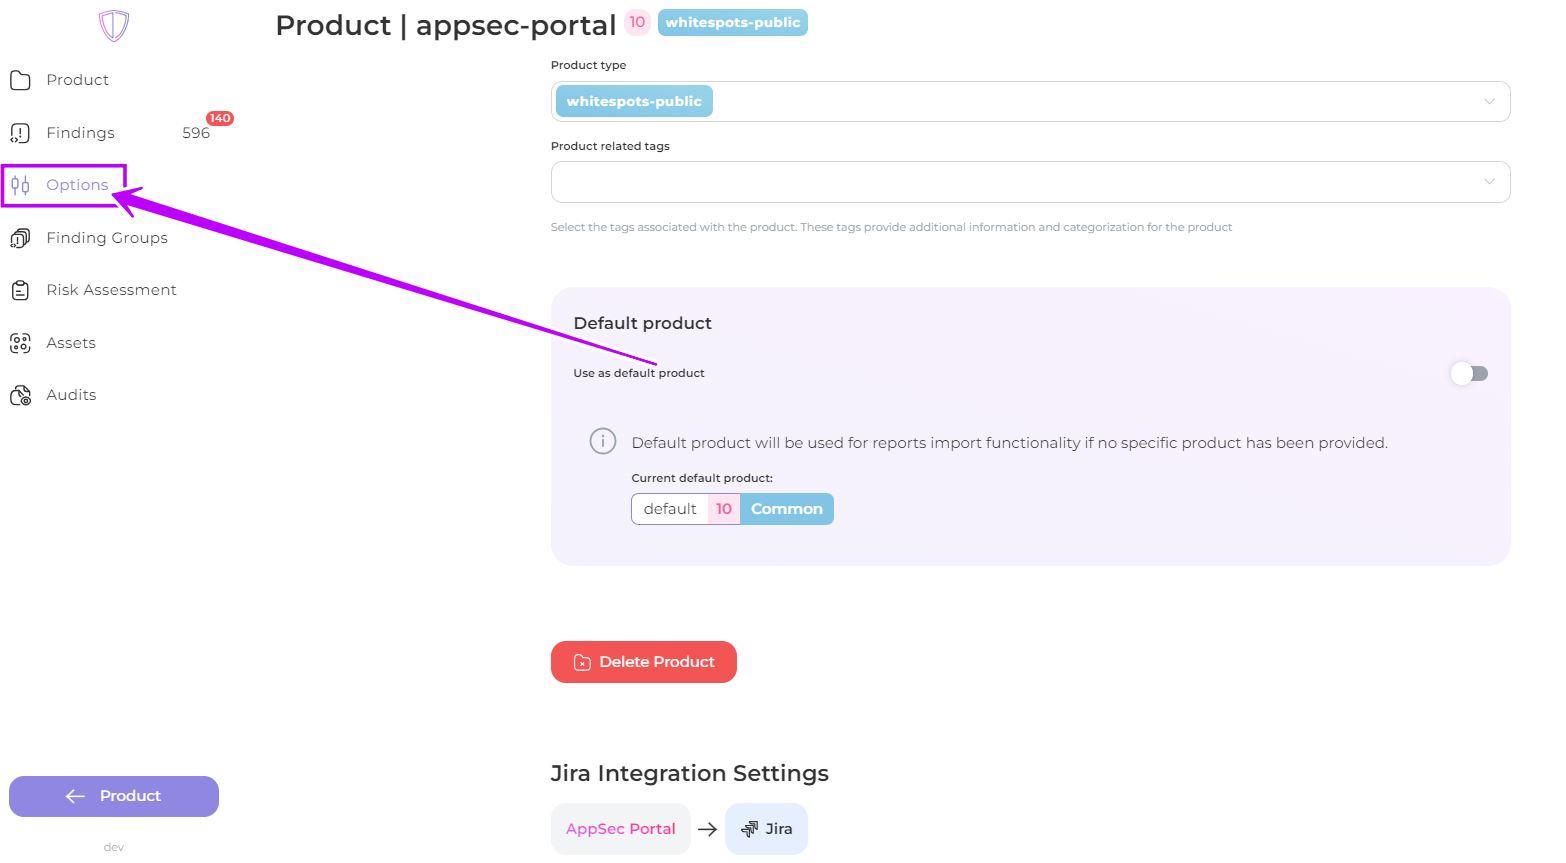 Product | appsec-portal 10 whitespots-public
Product
Findings 596 140
Options
Finding Groups
Risk Assessment
Assets
Audits
Product
dev
Product type
whitespots-public
Product related tags
Select the tags associated with the product. These tags provide additional information and categorization for the product
Default product
Use as default product
Default product will be used for reports import functionality if no specific product has been provided.
Current default product:
default 10 Common
Delete Product
Jira Integration Settings
AppSec Portal → Jira